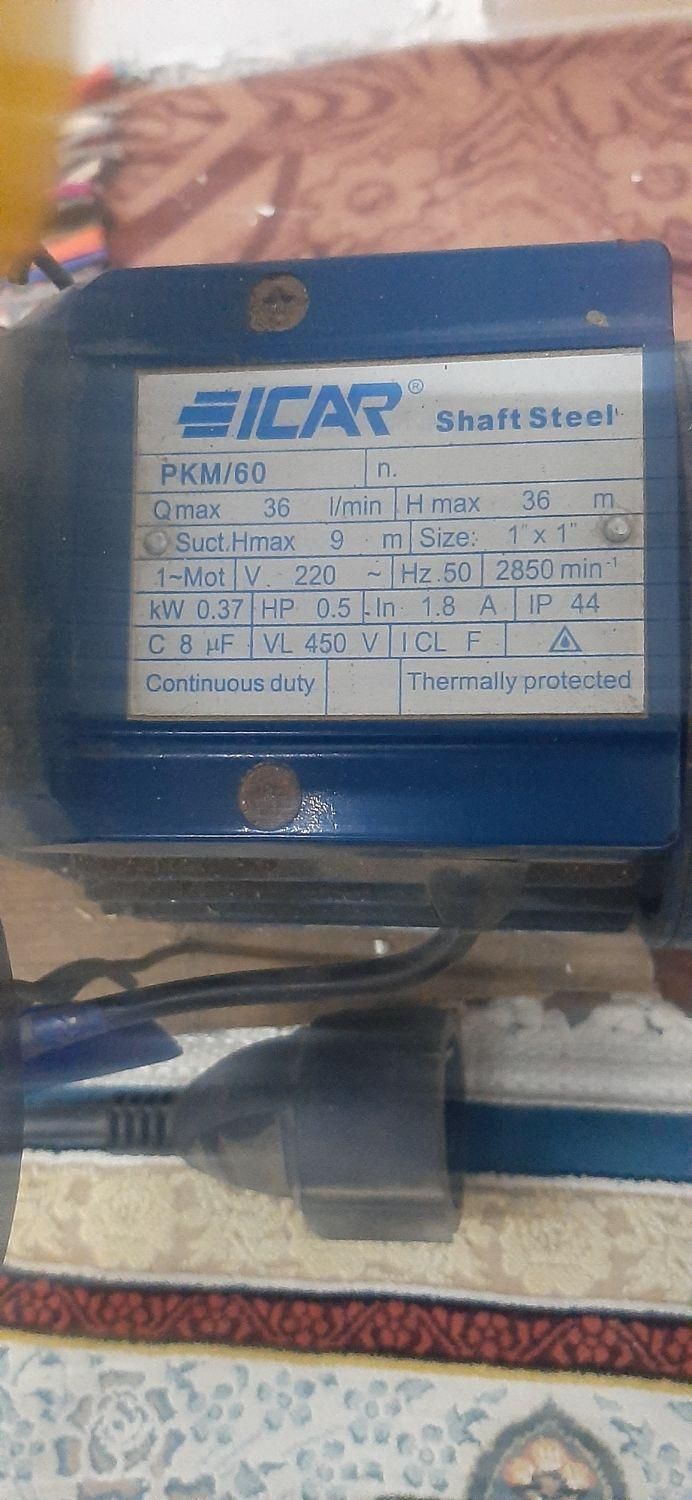 ICAR® Shaft Steel
PKM/60 n.
Qmax 36 l/min H max 36 m
Suct.Hmax 9 m Size: 1" x 1"
1~Mot V 220 ~ Hz 50 2850 min⁻¹
kW 0.37 HP 0.5 In 1.8 A IP 44
C 8 µF VL 450 V I CL F
Continuous duty Thermally protected